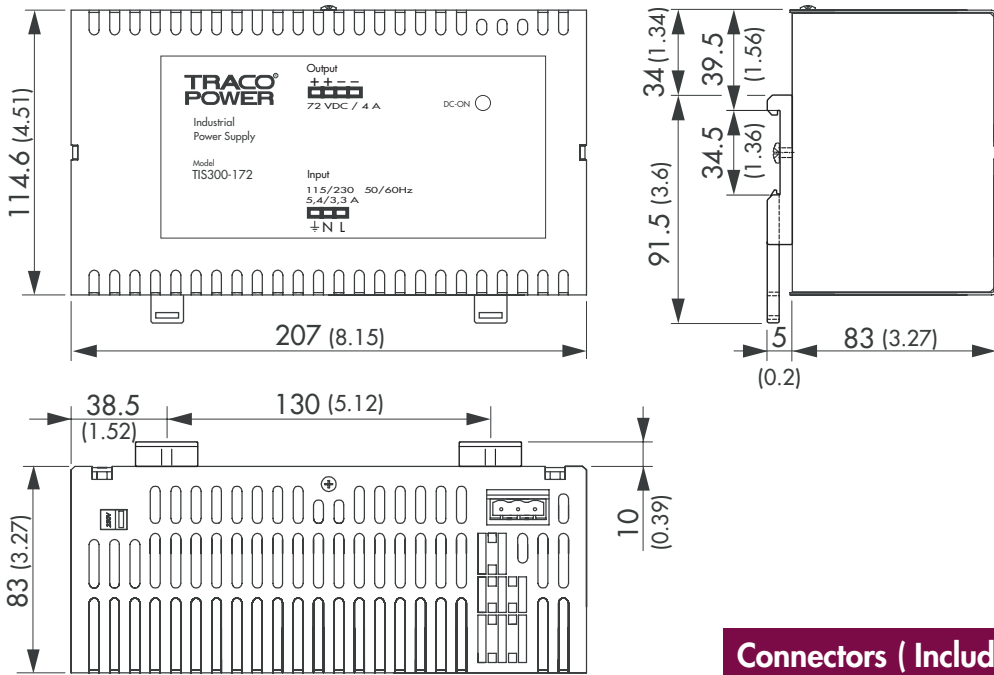 TRACO®
POWER
Industrial
Power Supply
Model
TIS300-172
Output
++--
72 VDC / 4 A
DC-ON
Input
115/230 50/60Hz
5,4/3,3 A
⏚ N L
114.6 (4.51)
207 (8.15)
34 (1.34)
39.5
(1.56)
34.5
(1.36)
91.5 (3.6)
5
(0.2)
83 (3.27)
38.5
(1.52)
130 (5.12)
10
(0.39)
83 (3.27)
Connectors ( Includ